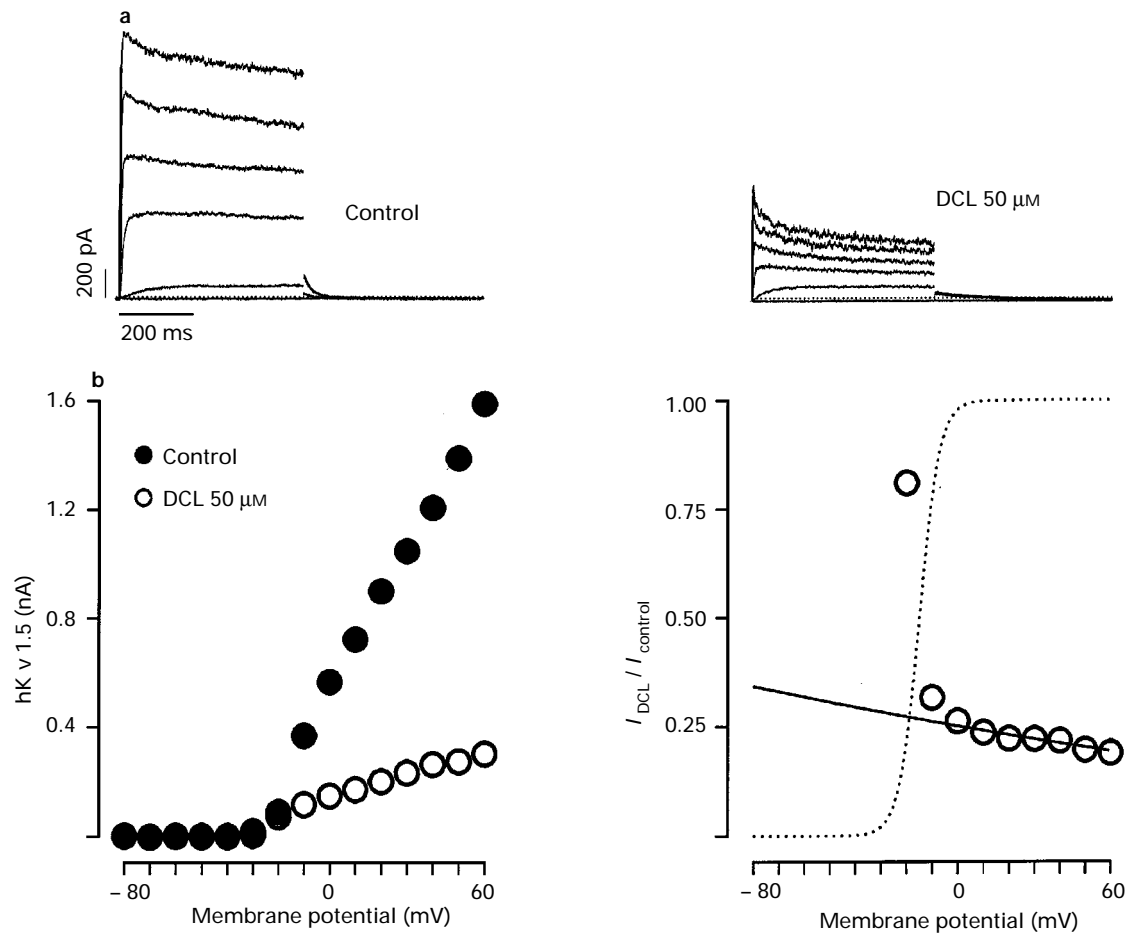 a
Control
200 pA
200 ms
DCL 50 μM
b
1.6
1.2
0.8
0.4
hK v 1.5 (nA)
Control
DCL 50 μM
– 80
0
60
Membrane potential (mV)
1.00
0.75
0.50
0.25
I DCL / I control
– 80
0
60
Membrane potential (mV)